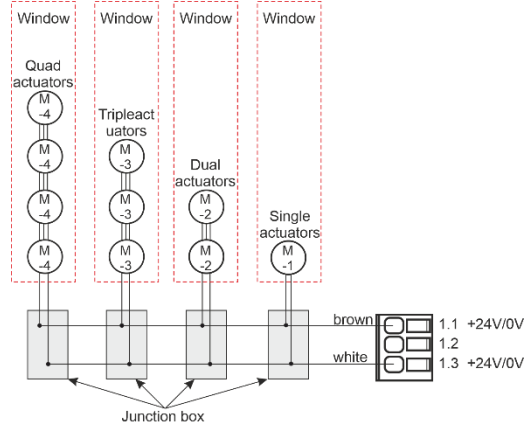 Window Window Window Window
Quad
actuators
M
-4
M
-4
M
-4
M
-4
Tripleact
uators
M
-3
M
-3
M
-3
Dual
actuators
M
-2
M
-2
Single
actuators
M
-1
brown
white
1.1 +24V/0V
1.2
1.3 +24V/0V
Junction box